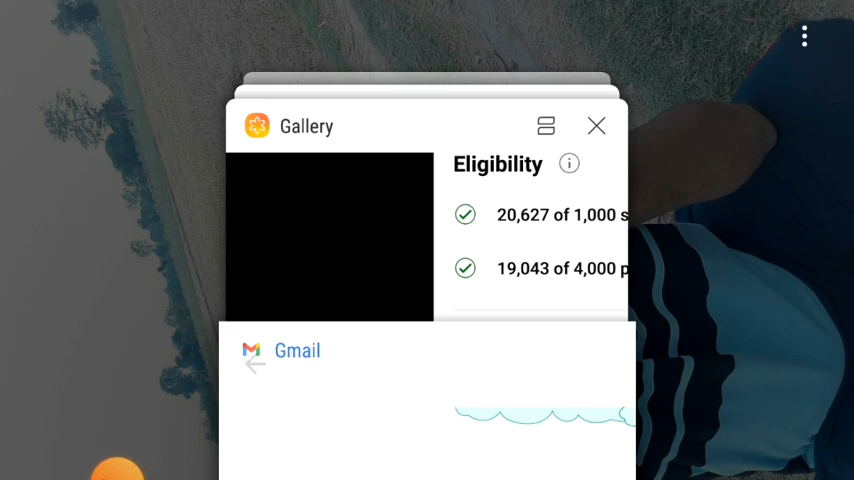 Gallery
Eligibility
20,627 of 1,000 s
19,043 of 4,000 p
Gmail